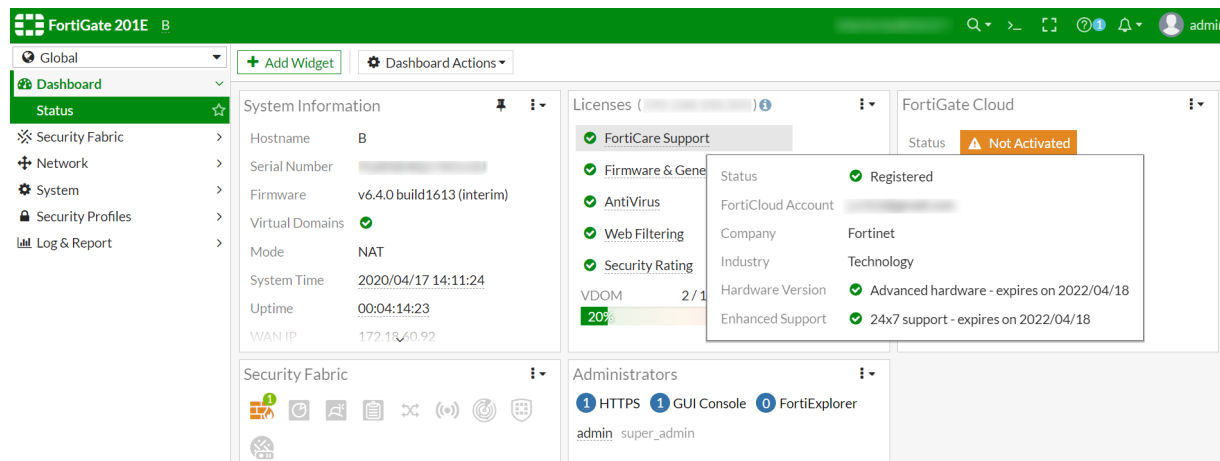 FortiGate 201E B
1
admin
Global
Dashboard
Status
Security Fabric
Network
System
Security Profiles
Log & Report
Add Widget
Dashboard Actions
System Information
Hostname B
Serial Number
Firmware v6.4.0 build1613 (interim)
Virtual Domains
Mode NAT
System Time 2020/04/17 14:11:24
Uptime 00:04:14:23
WAN IP 172.18.60.92
Licenses ( )
FortiCare Support
Firmware & Gene
AntiVirus
Web Filtering
Security Rating
VDOM 2 / 1
20%
FortiGate Cloud
Status Not Activated
Status Registered
FortiCloud Account
Company Fortinet
Industry Technology
Hardware Version Advanced hardware - expires on 2022/04/18
Enhanced Support 24x7 support - expires on 2022/04/18
Security Fabric
1
Administrators
1 HTTPS 1 GUI Console 0 FortiExplorer
admin super_admin